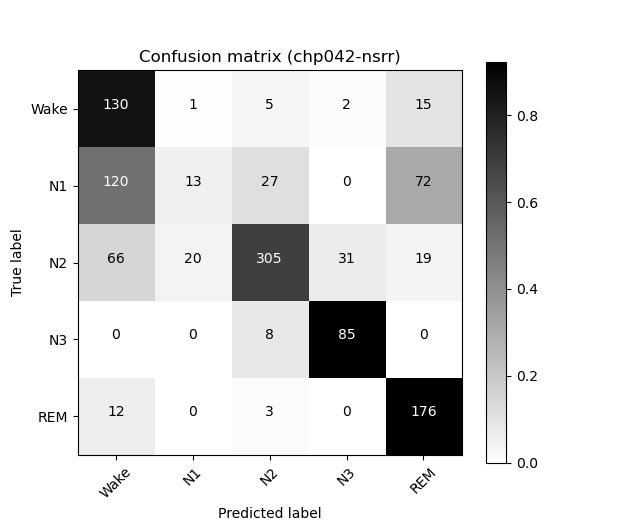 Confusion matrix (chp042-nsrr)
True label
Wake 130 1 5 2 15
N1 120 13 27 0 72
N2 66 20 305 31 19
N3 0 0 8 85 0
REM 12 0 3 0 176
Wake N1 N2 N3 REM
Predicted label
0.8
0.6
0.4
0.2
0.0